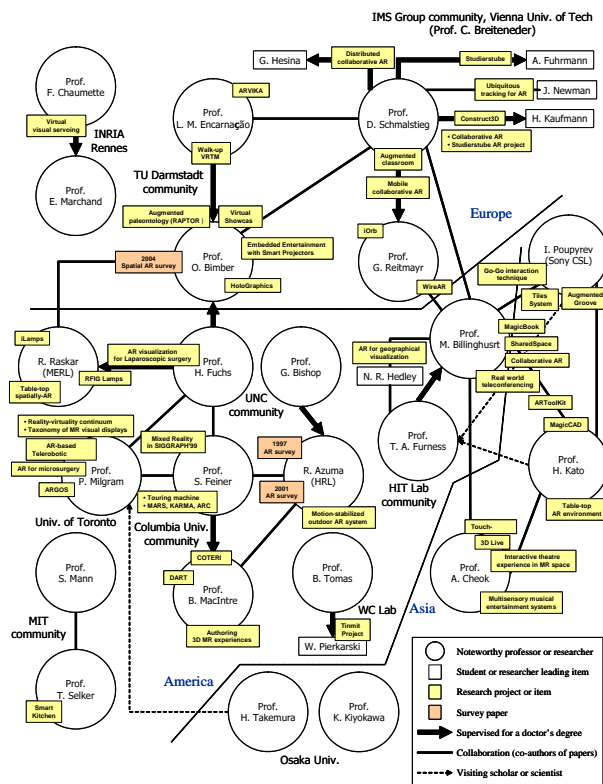 IMS Group community, Vienna Univ. of Tech
(Prof. C. Breiteneder)
Prof.
F. Chaumette
Virtual
visual servoing
INRIA
Rennes
Prof.
E. Marchand
ARVIKA
Prof.
L. M. Encarnação
Walk-up
VRTM
TU Darmstadt
community
G. Hesina
Distributed
collaborative AR
Studierstube
A. Fuhrmann
Ubiquitous
tracking for AR
J. Newman
Construct3D
H. Kaufmann
Prof.
D. Schmalstieg
• Collaborative AR
• Studierstube AR project
Augmented
classroom
Mobile
collaborative AR
Augmented
paleontology (RAPTOR )
Virtual
Showcas
Embedded Entertainment
with Smart Projectors
2004
Spatial AR survey
Prof.
O. Bimber
HoloGraphics
iOrb
Prof.
G. Reitmayr
Europe
WireAR
I. Poupyrev
(Sony CSL)
Go-Go interaction
technique
Tiles
System
Augmented
Groove
Prof.
M. Billinghusrt
MagicBook
SharedSpace
Collaborative AR
Real world
teleconferencing
ARToolKit
MagicCAD
iLamps
R. Raskar
(MERL)
Table-top
spatially-AR
AR visualization
for Laparoscopic surgery
RFIG Lamps
Prof.
H. Fuchs
Prof.
G. Bishop
UNC
community
AR for geographical
visualization
N. R. Hedley
Prof.
T. A. Furness
HIT Lab
community
Prof.
H. Kato
Table-top
AR environment
• Reality-virtuality continuum
• Taxonomy of MR visual displays
AR-based
Telerobotic
AR for microsurgery
ARGOS
Prof.
P. Milgram
Univ. of Toronto
Mixed Reality
in SIGGRAPH'99
Prof.
S. Feiner
• Touring machine
• MARS, KARMA, ARC
Columbia Univ.
community
1997
AR survey
2001
AR survey
R. Azuma
(HRL)
Motion-stabilized
outdoor AR system
Touch-
3D Live
Interactive theatre
experience in MR space
Prof.
A. Cheok
Multisensory musical
entertainment systems
Asia
Prof.
S. Mann
MIT
community
Prof.
T. Selker
Smart
Kitchen
COTERI
DART
Prof.
B. MacIntre
Authoring
3D MR experiences
Prof.
B. Tomas
WC Lab
Tinmit
Project
W. Pierkarski
America
Prof.
H. Takemura
Prof.
K. Kiyokawa
Osaka Univ.
Noteworthy professor or researcher
Student or researcher leading item
Research project or item
Survey paper
Supervised for a doctor's degree
Collaboration (co-authors of papers)
Visiting scholar or scientist